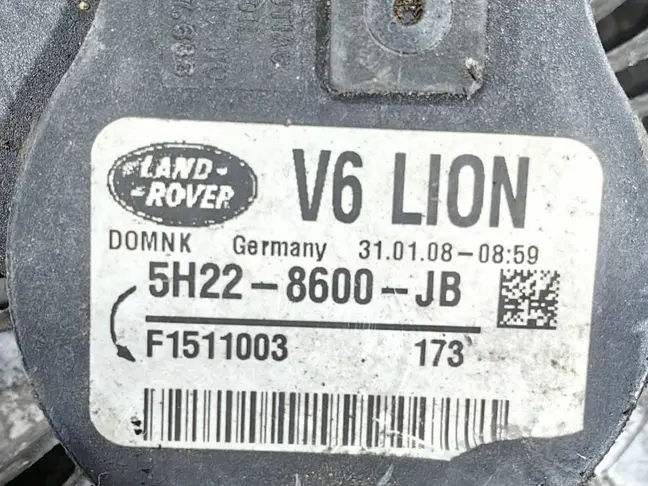 LAND-
-ROVER
V6 LION
DOMNK Germany 31.01.08-08:59
5H22-8600-JB
F1511003 173